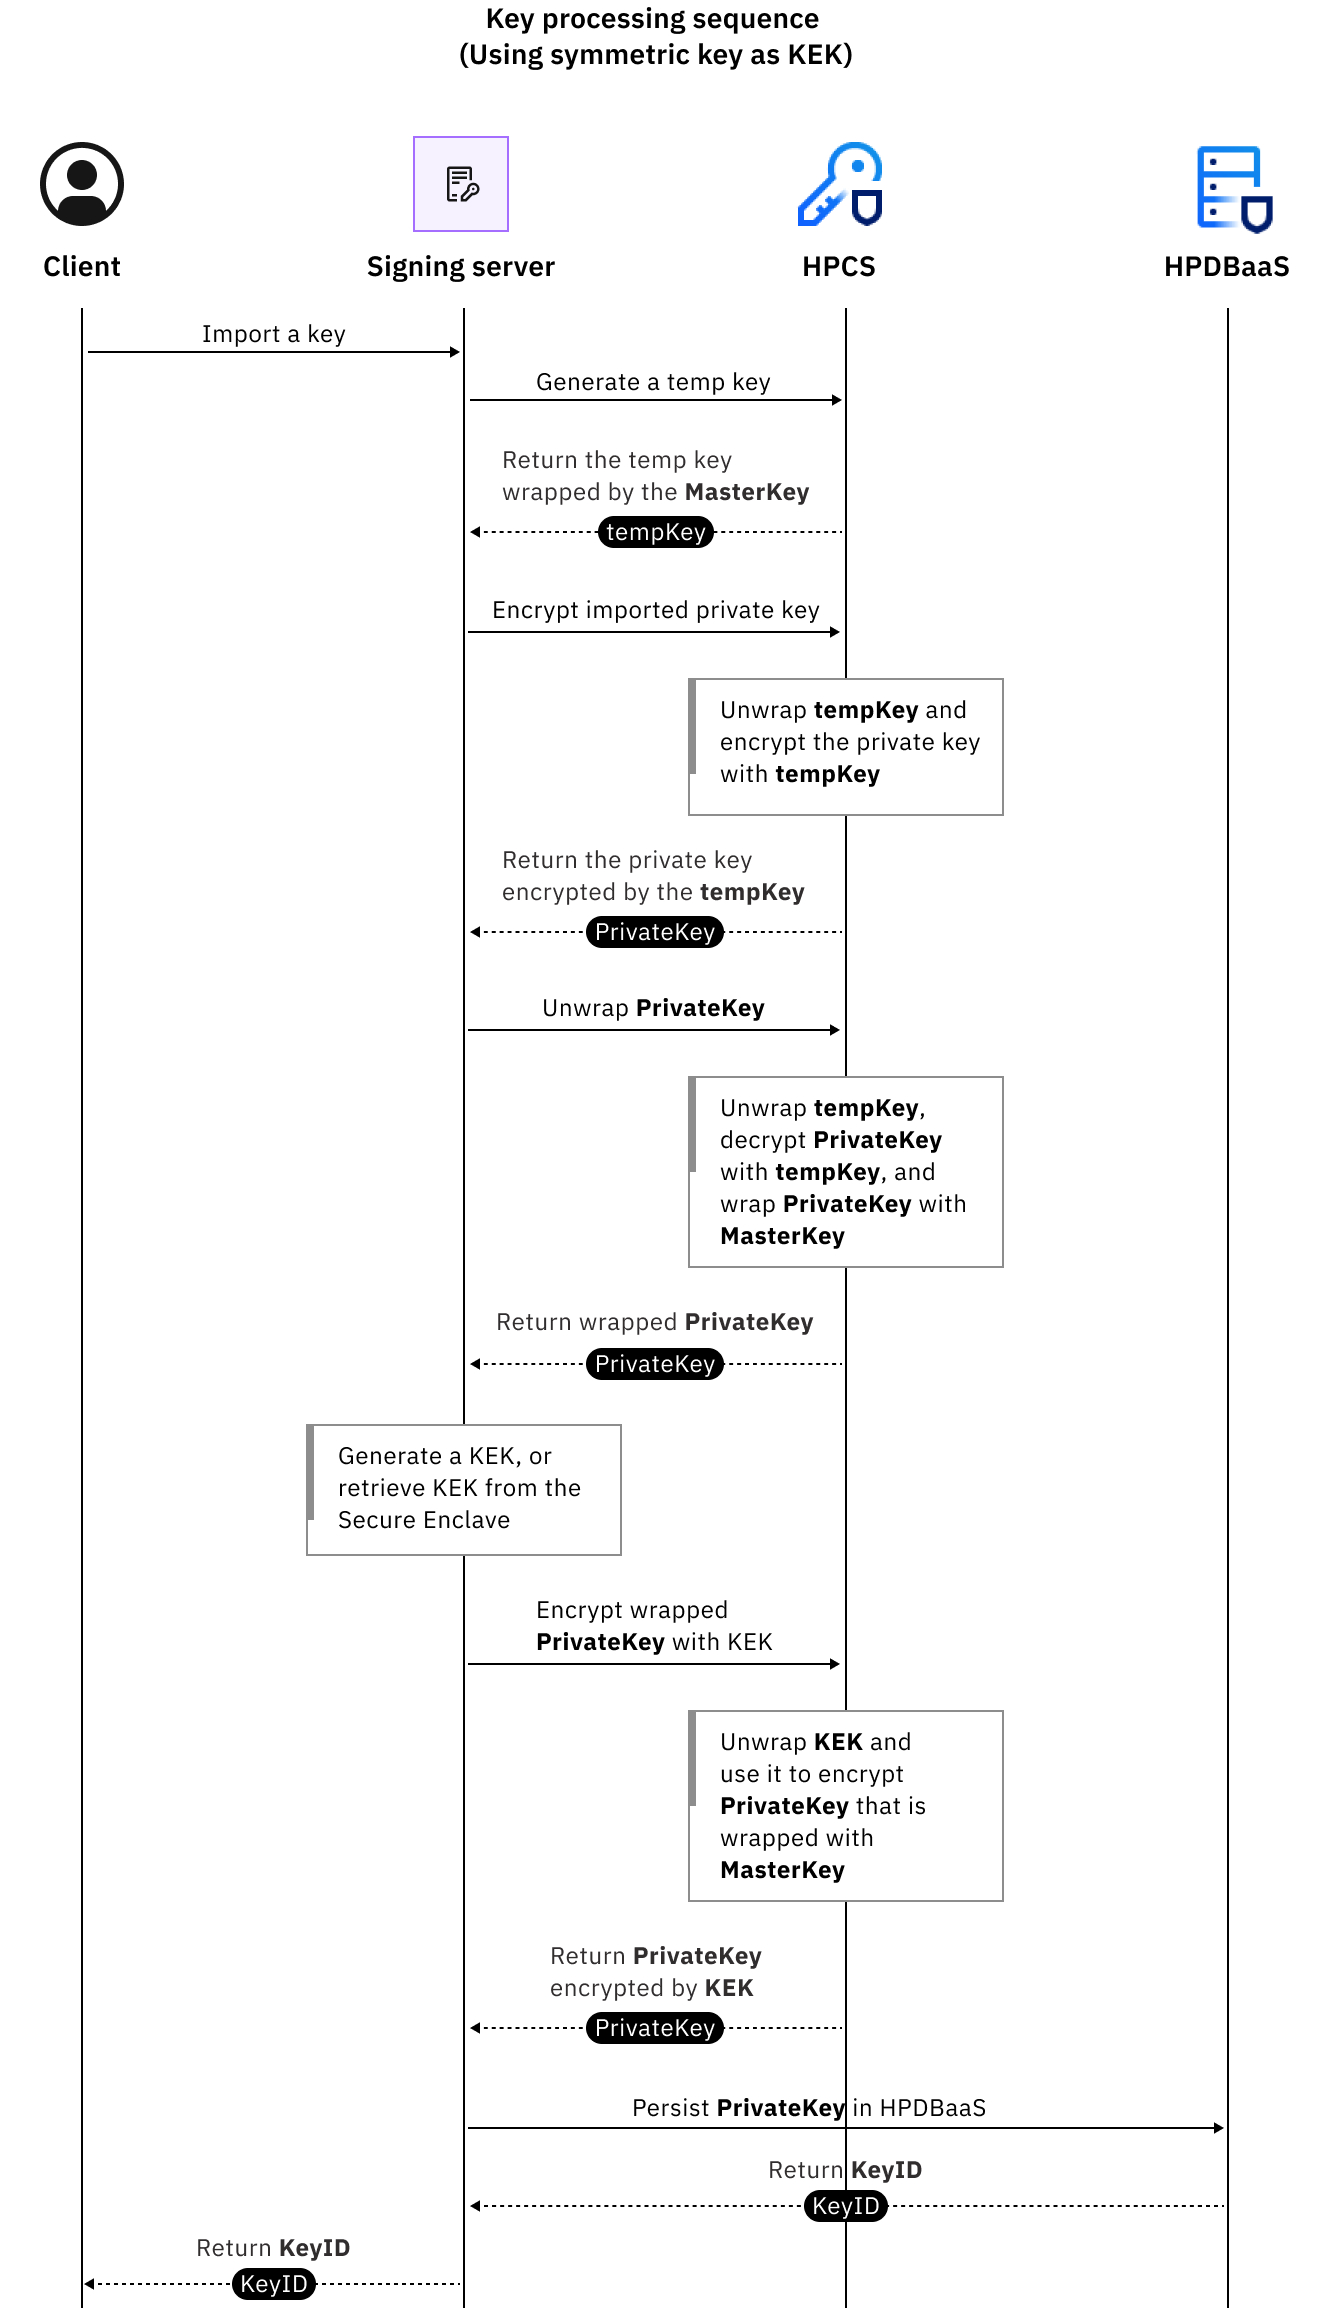 Key processing sequence
(Using symmetric key as KEK)
Client
Signing server
HPCS
HPDBaaS
Import a key
Generate a temp key
Return the temp key
wrapped by the MasterKey
tempKey
Encrypt imported private key
Unwrap tempKey and
encrypt the private key
with tempKey
Return the private key
encrypted by the tempKey
PrivateKey
Unwrap PrivateKey
Unwrap tempKey,
decrypt PrivateKey
with tempKey, and
wrap PrivateKey with
MasterKey
Return wrapped PrivateKey
PrivateKey
Generate a KEK, or
retrieve KEK from the
Secure Enclave
Encrypt wrapped
PrivateKey with KEK
Unwrap KEK and
use it to encrypt
PrivateKey that is
wrapped with
MasterKey
Return PrivateKey
encrypted by KEK
PrivateKey
Persist PrivateKey in HPDBaaS
Return KeyID
KeyID
Return KeyID
KeyID